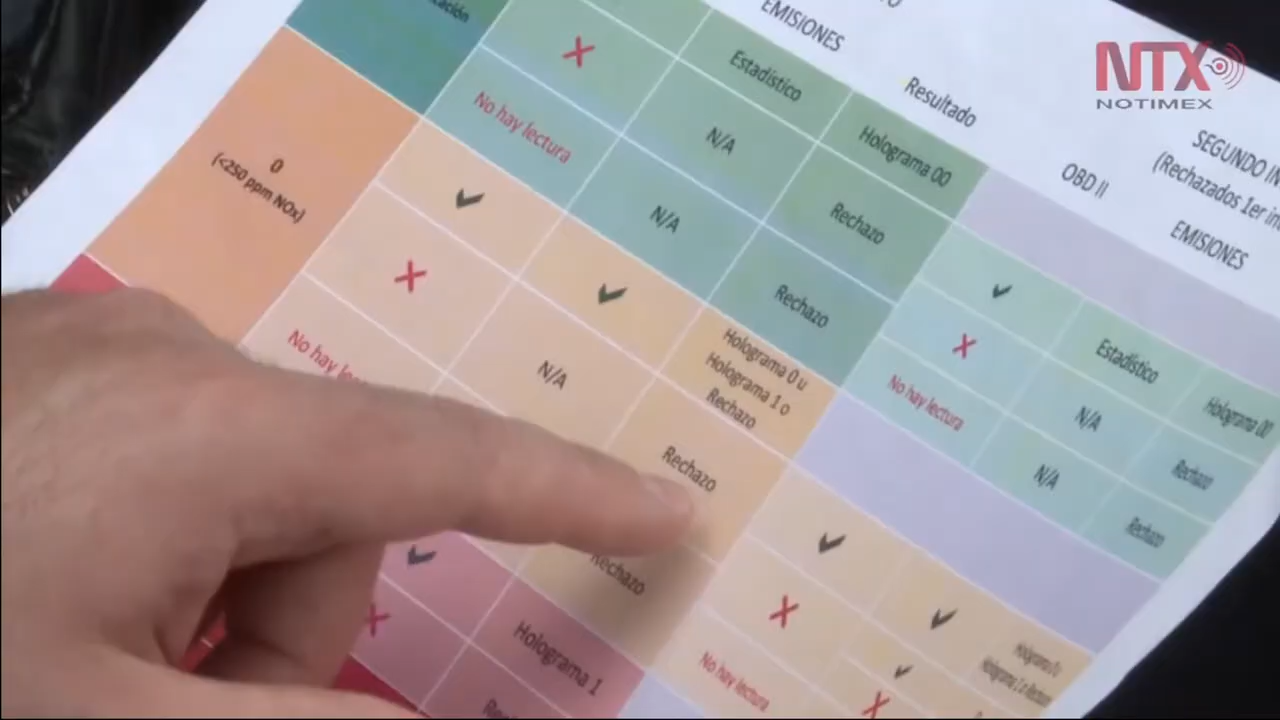 EMISIONES
Resultado
OBD II
SEGUNDO
(Rechazados 1er
EMISIONES
Estadístico
Holograma 00
N/A
Rechazo
No hay lectura
N/A
Rechazo
0
(<250 ppm NOx)
Holograma 0 u
Holograma 1 o
Rechazo
N/A
Rechazo
No hay
Rechazo
Holograma 1
Estadístico
Holograma 00
N/A
Rechazo
No hay lectura
N/A
Rechazo
No hay lectura
NTX
NOTIMEX